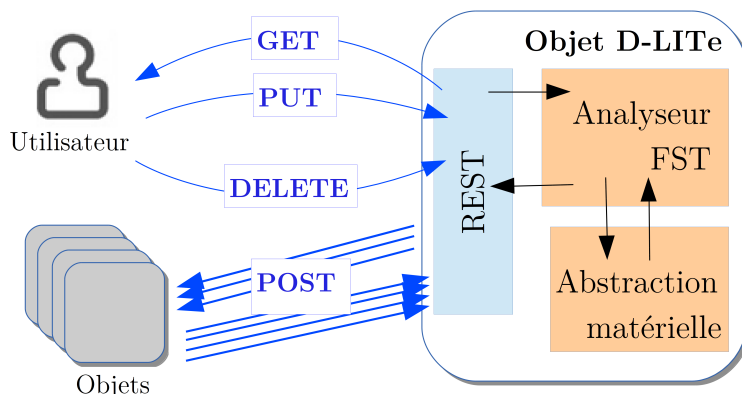 Objet D-LITe
GET
PUT
DELETE
POST
Utilisateur
Objets
REST
Analyseur
FST
Abstraction
matérielle